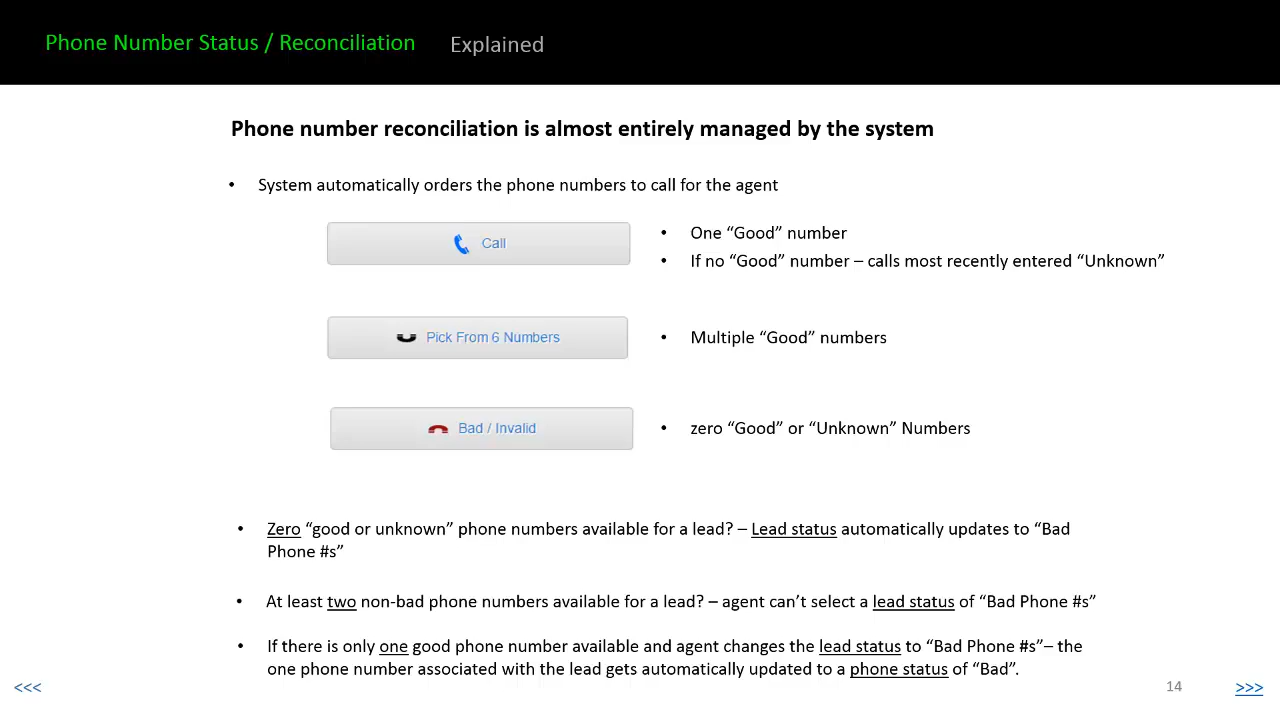 Phone Number Status / Reconciliation Explained
Phone number reconciliation is almost entirely managed by the system
• System automatically orders the phone numbers to call for the agent
Call
• One “Good” number
• If no “Good” number – calls most recently entered “Unknown”
Pick From 6 Numbers
• Multiple “Good” numbers
Bad / Invalid
• zero “Good” or “Unknown” Numbers
• Zero “good or unknown” phone numbers available for a lead? – Lead status automatically updates to “Bad
Phone #s”
• At least two non-bad phone numbers available for a lead? – agent can’t select a lead status of “Bad Phone #s”
• If there is only one good phone number available and agent changes the lead status to “Bad Phone #s”– the
one phone number associated with the lead gets automatically updated to a phone status of “Bad”.
<<<
14
>>>